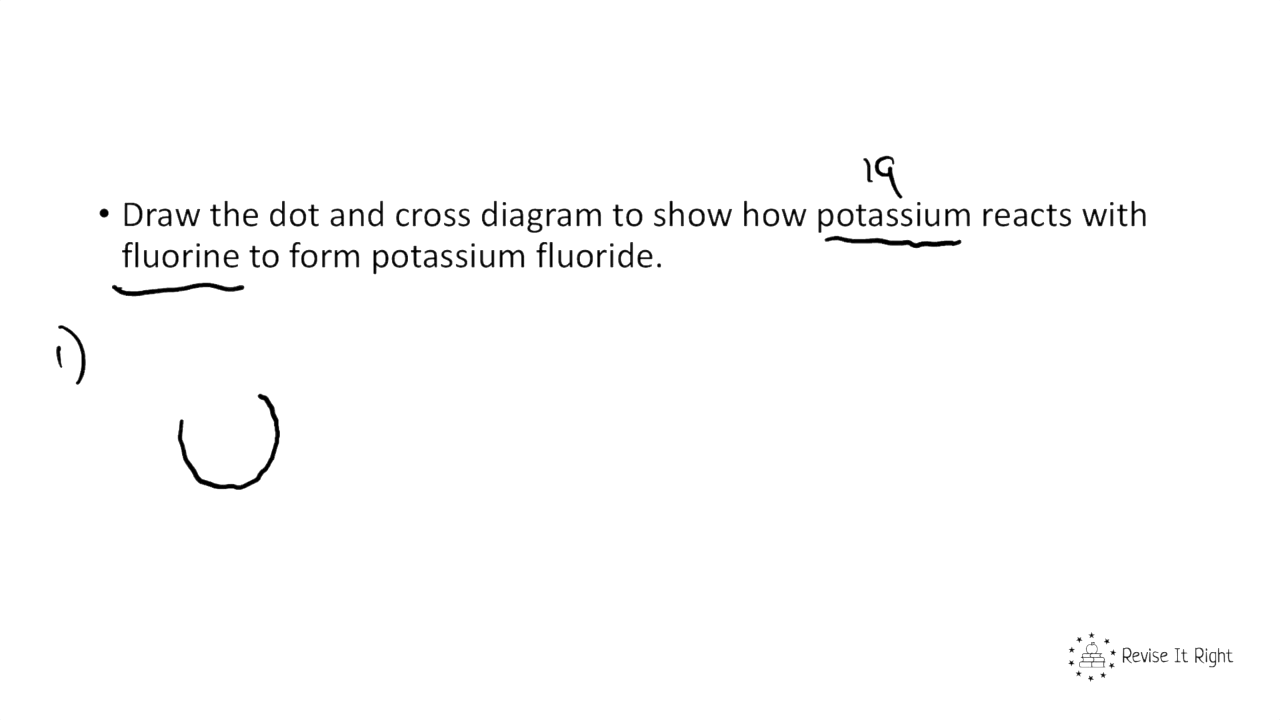 19
• Draw the dot and cross diagram to show how potassium reacts with
fluorine to form potassium fluoride.
1)
Revise It Right